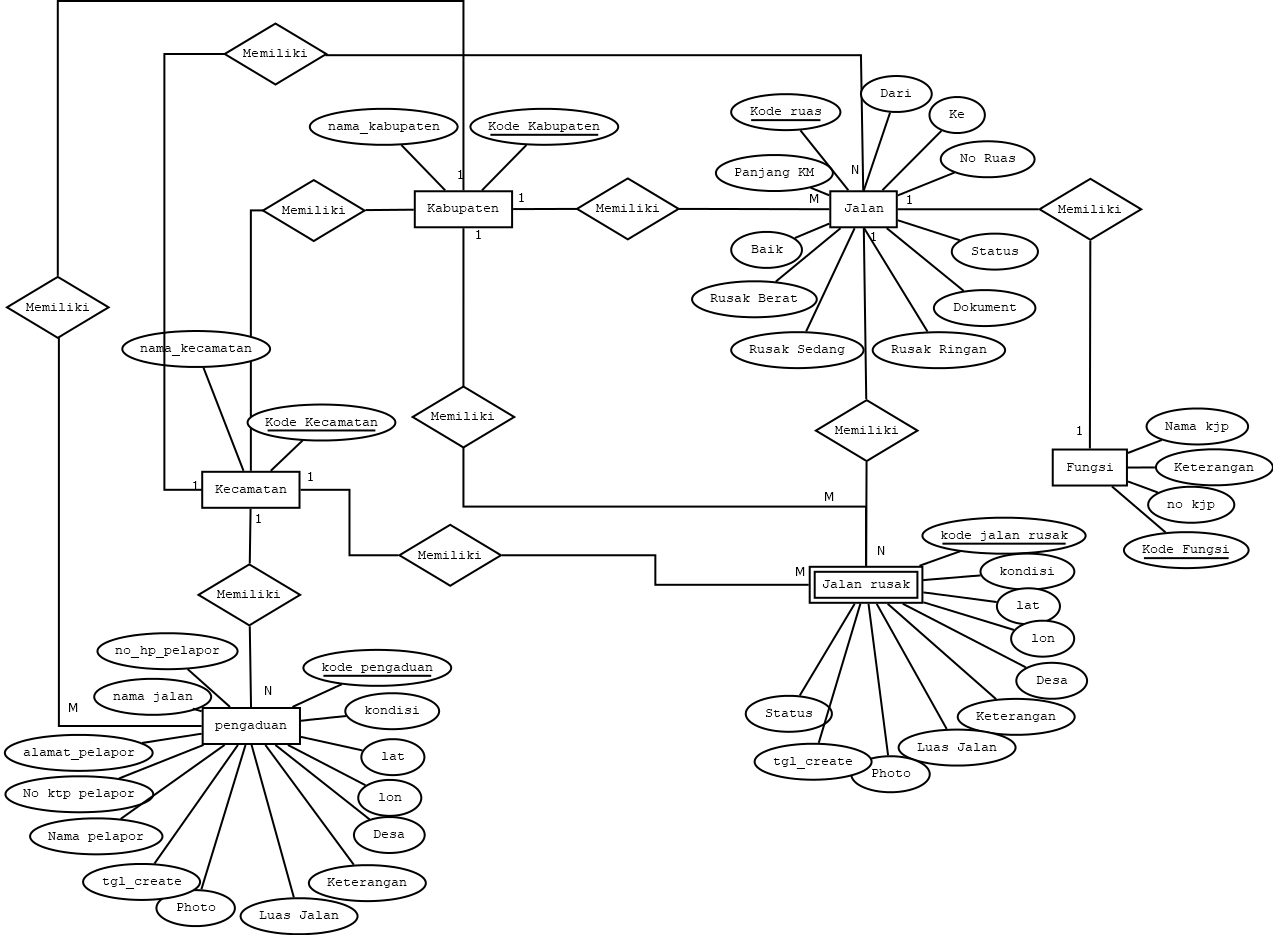 Memiliki
Dari
Kode ruas
Ke
nama_kabupaten
Kode Kabupaten
No Ruas
N
Panjang KM
1
1
M
1
Memiliki
Kabupaten
Memiliki
Jalan
Memiliki
1
1
Baik
Status
Rusak Berat
Memiliki
Dokument
nama_kecamatan
Rusak Sedang
Rusak Ringan
Memiliki
Kode Kecamatan
Memiliki
1
Nama kjp
Fungsi
Keterangan
1
1
Kecamatan
M
no kjp
1
kode jalan rusak
Kode Fungsi
Memiliki
N
M
kondisi
Jalan rusak
Memiliki
lat
lon
no_hp_pelapor
kode pengaduan
Desa
nama jalan
N
M
kondisi
Status
Keterangan
pengaduan
alamat_pelapor
lat
Luas Jalan
tgl_create
Photo
No ktp pelapor
lon
Nama pelapor
Desa
tgl_create
Keterangan
Photo
Luas Jalan